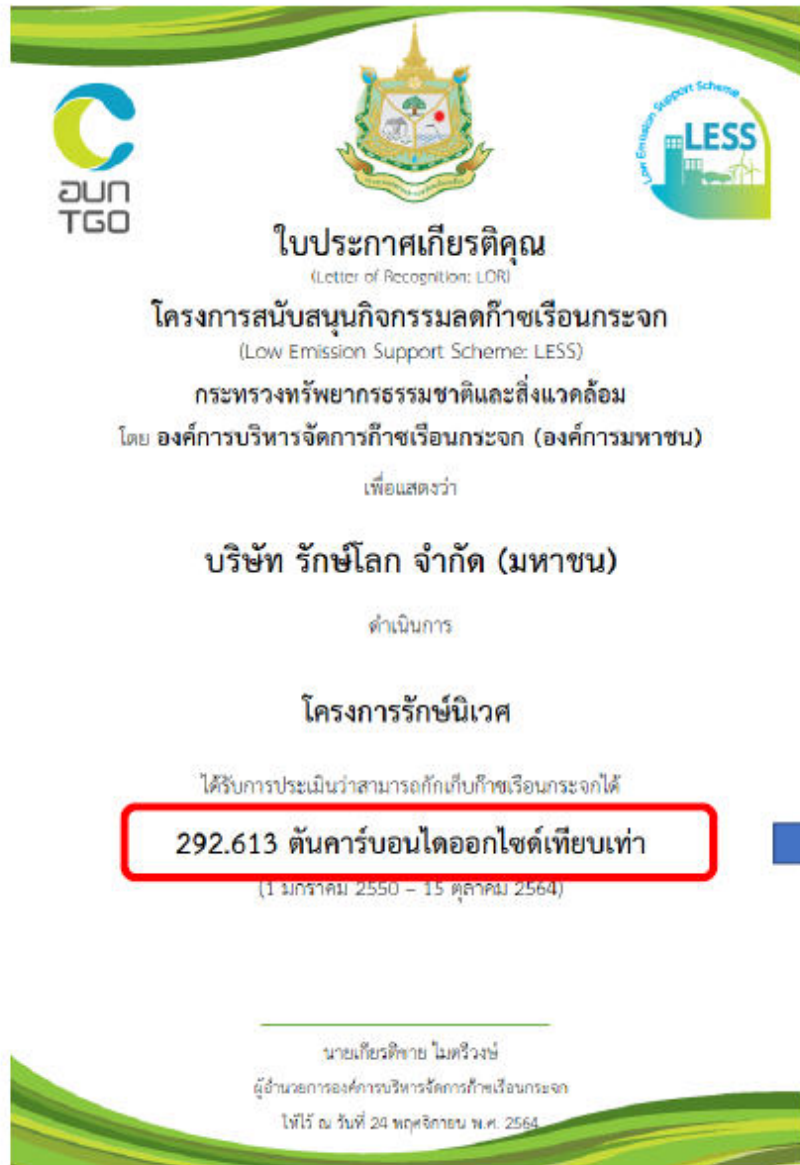 อบก
TGO
Low Emission Support Scheme
LESS
ใบประกาศเกียรติคุณ
(Letter of Recognition: LOR)
โครงการสนับสนุนกิจกรรมลดก๊าซเรือนกระจก
(Low Emission Support Scheme: LESS)
กระทรวงทรัพยากรธรรมชาติและสิ่งแวดล้อม
โดย องค์การบริหารจัดการก๊าซเรือนกระจก (องค์การมหาชน)
เพื่อแสดงว่า
บริษัท รักษ์โลก จำกัด (มหาชน)
ดำเนินการ
โครงการรักษ์นิเวศ
ได้รับการประเมินว่าสามารถกักเก็บก๊าซเรือนกระจกได้
292.613 ตันคาร์บอนไดออกไซด์เทียบเท่า
(1 มกราคม 2550 – 15 ตุลาคม 2564)
นายเกียรติชาย ไมตรีวงษ์
ผู้อำนวยการองค์การบริหารจัดการก๊าซเรือนกระจก
ให้ไว้ ณ วันที่ 24 พฤศจิกายน พ.ศ. 2564